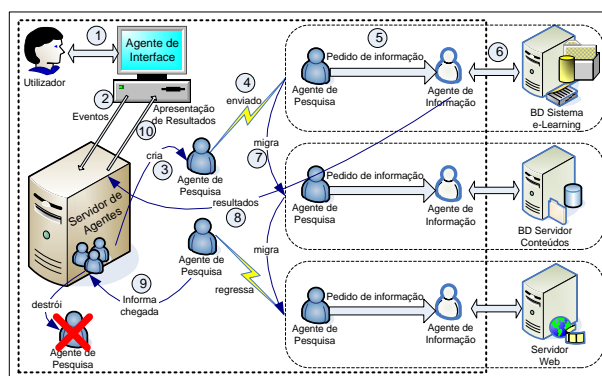 1
Agente de
Interface
Utilizador
2
Eventos
10
Apresentação
de Resultados
4
enviado
cria
3
Agente de
Pesquisa
Servidor de
Agentes
resultados
8
Agente de
Pesquisa
regressa
9
Informa
chegada
destrói
Agente de
Pesquisa
5
Pedido de informação
6
Agente de
Pesquisa
Agente de
Informação
BD Sistema
e-Learning
migra
7
Pedido de informação
Agente de
Pesquisa
Agente de
Informação
BD Servidor
Conteúdos
migra
Pedido de informação
Agente de
Pesquisa
Agente de
Informação
Servidor
Web